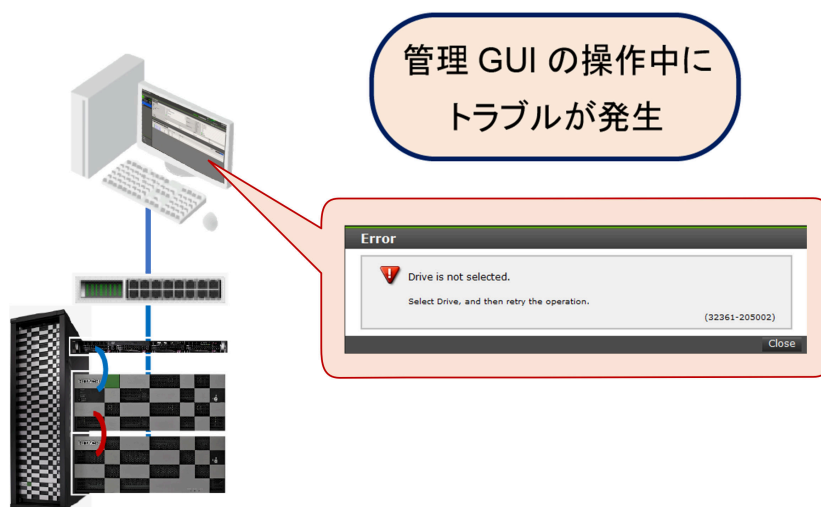 管理 GUI の操作中に
トラブルが発生
Error
Drive is not selected.
Select Drive, and then retry the operation.
(32361-205002)
Close